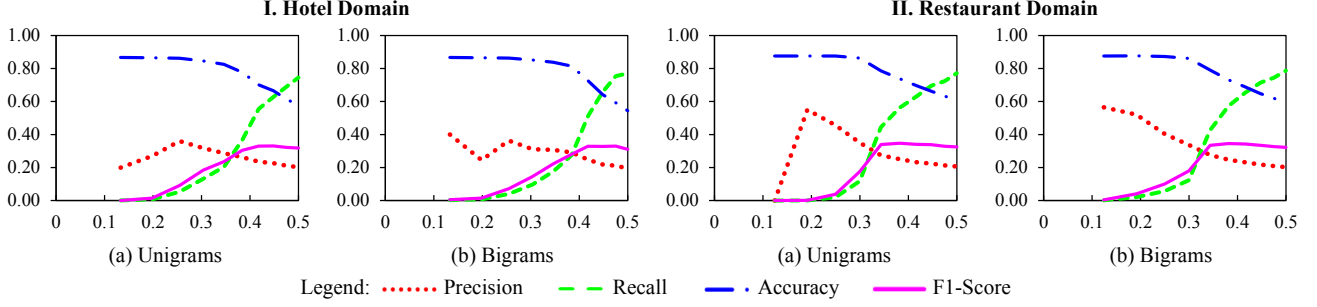 I. Hotel Domain
II. Restaurant Domain
1.00
0.80
0.60
0.40
0.20
0.00
0 0.1 0.2 0.3 0.4 0.5
(a) Unigrams
1.00
0.80
0.60
0.40
0.20
0.00
0 0.1 0.2 0.3 0.4 0.5
(b) Bigrams
1.00
0.80
0.60
0.40
0.20
0.00
0 0.1 0.2 0.3 0.4 0.5
(a) Unigrams
1.00
0.80
0.60
0.40
0.20
0.00
0 0.1 0.2 0.3 0.4 0.5
(b) Bigrams
Legend: Precision Recall Accuracy F1-Score